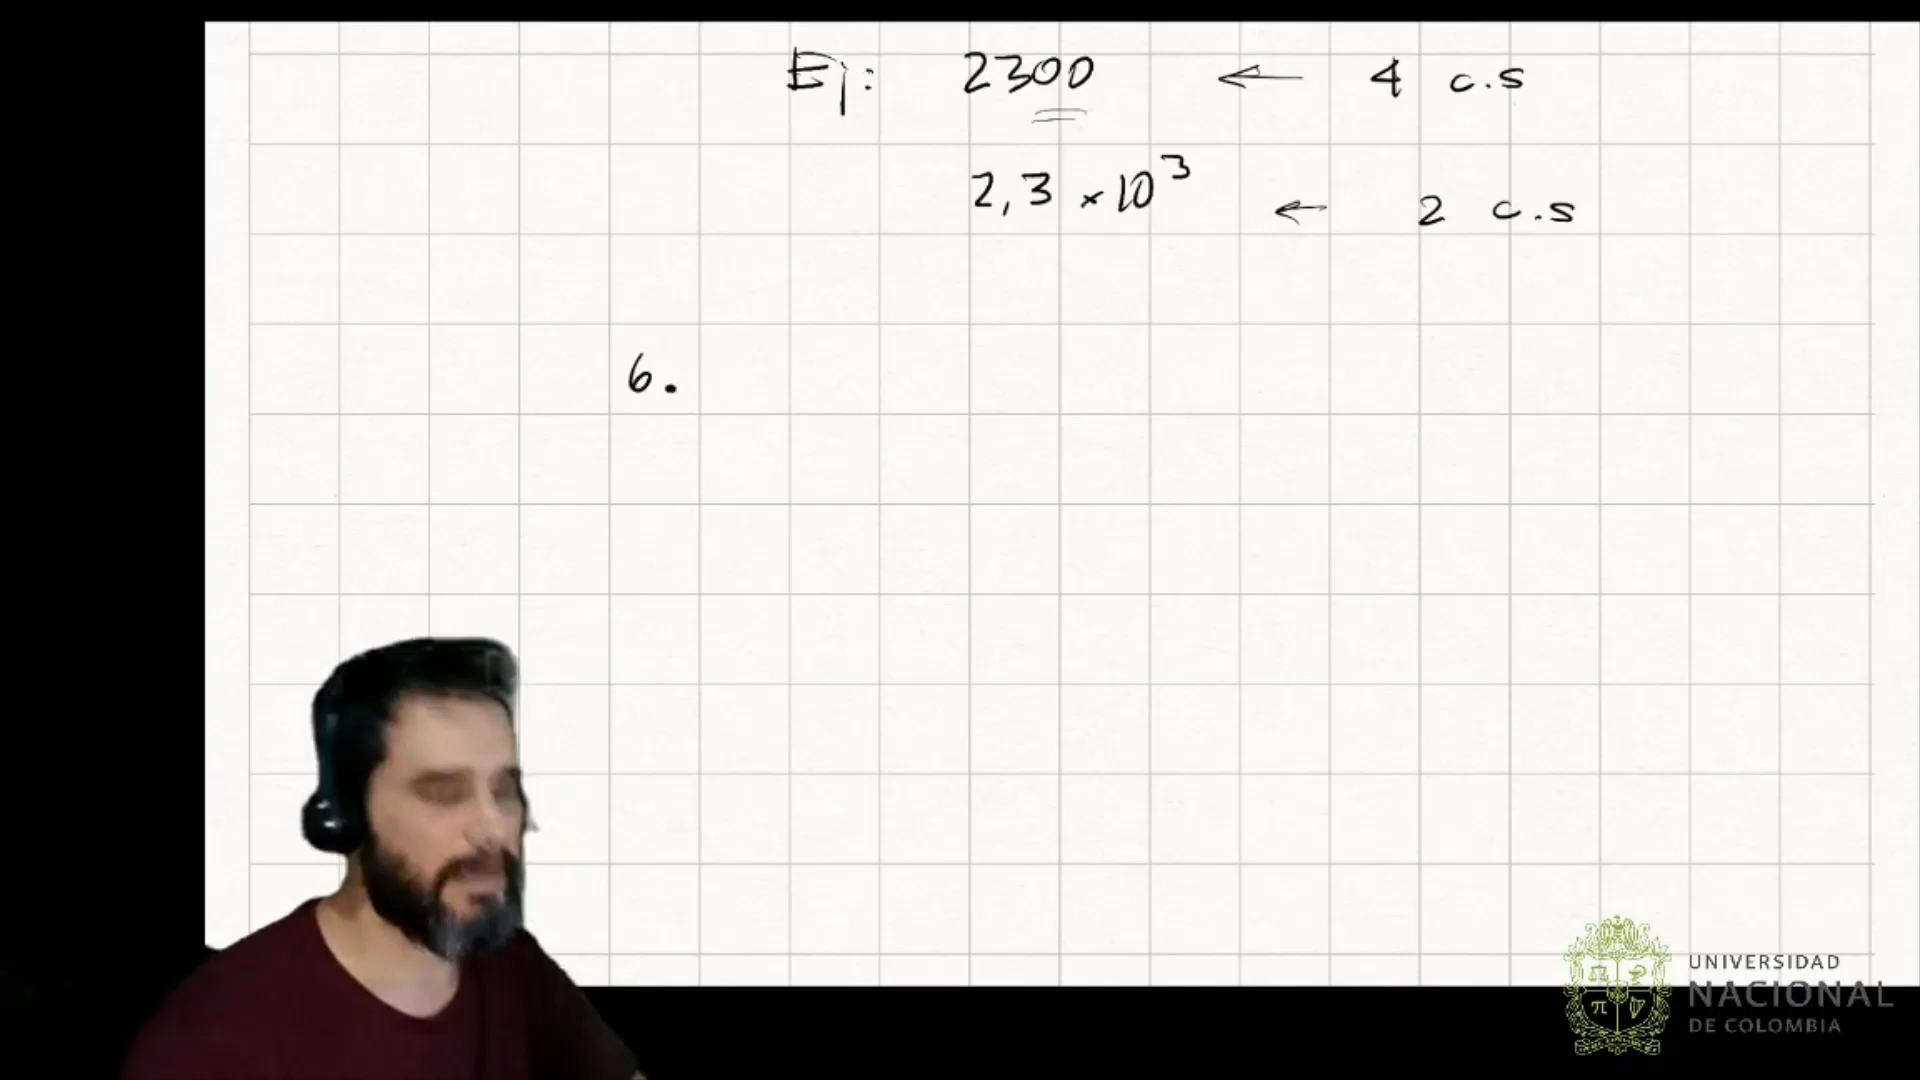 Ej: 2300 ← 4 c.s
2,3 × 10³ ← 2 c.s
6.
UNIVERSIDAD
NACIONAL
DE COLOMBIA